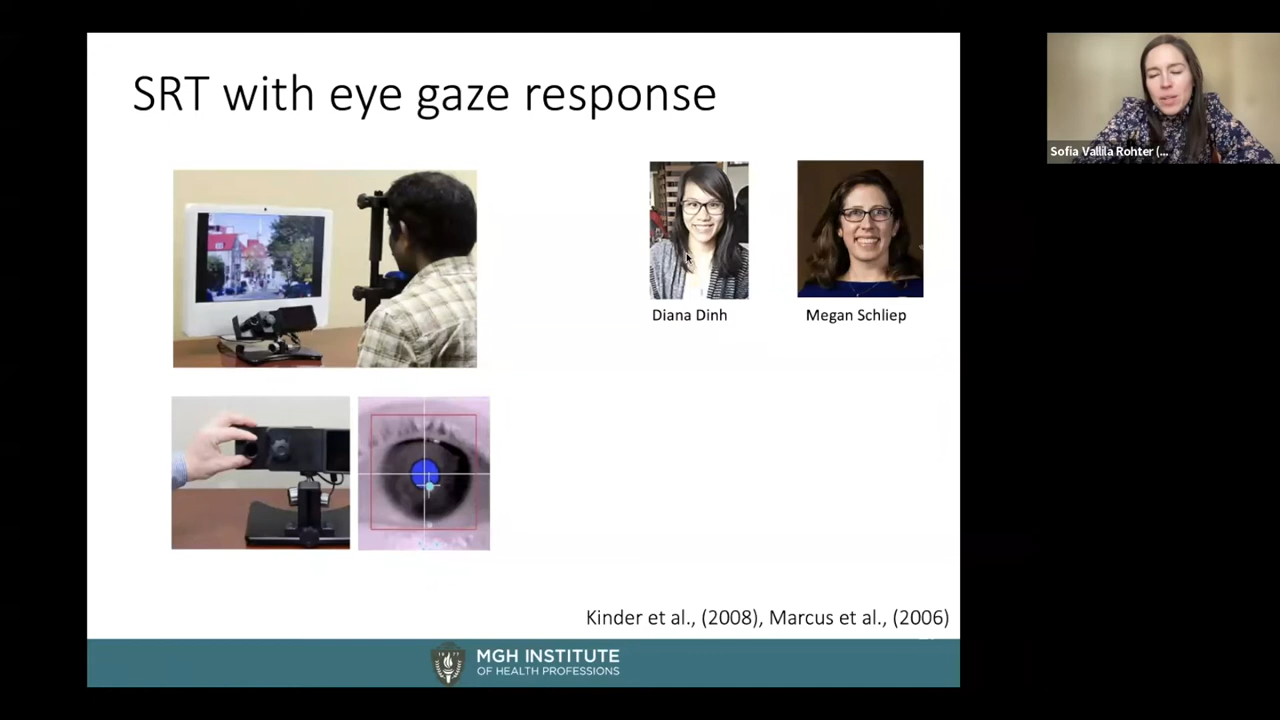 SRT with eye gaze response
Sofia Vallila Rohter (...
Diana Dinh
Megan Schliep
Kinder et al., (2008), Marcus et al., (2006)
MGH INSTITUTE
OF HEALTH PROFESSIONS